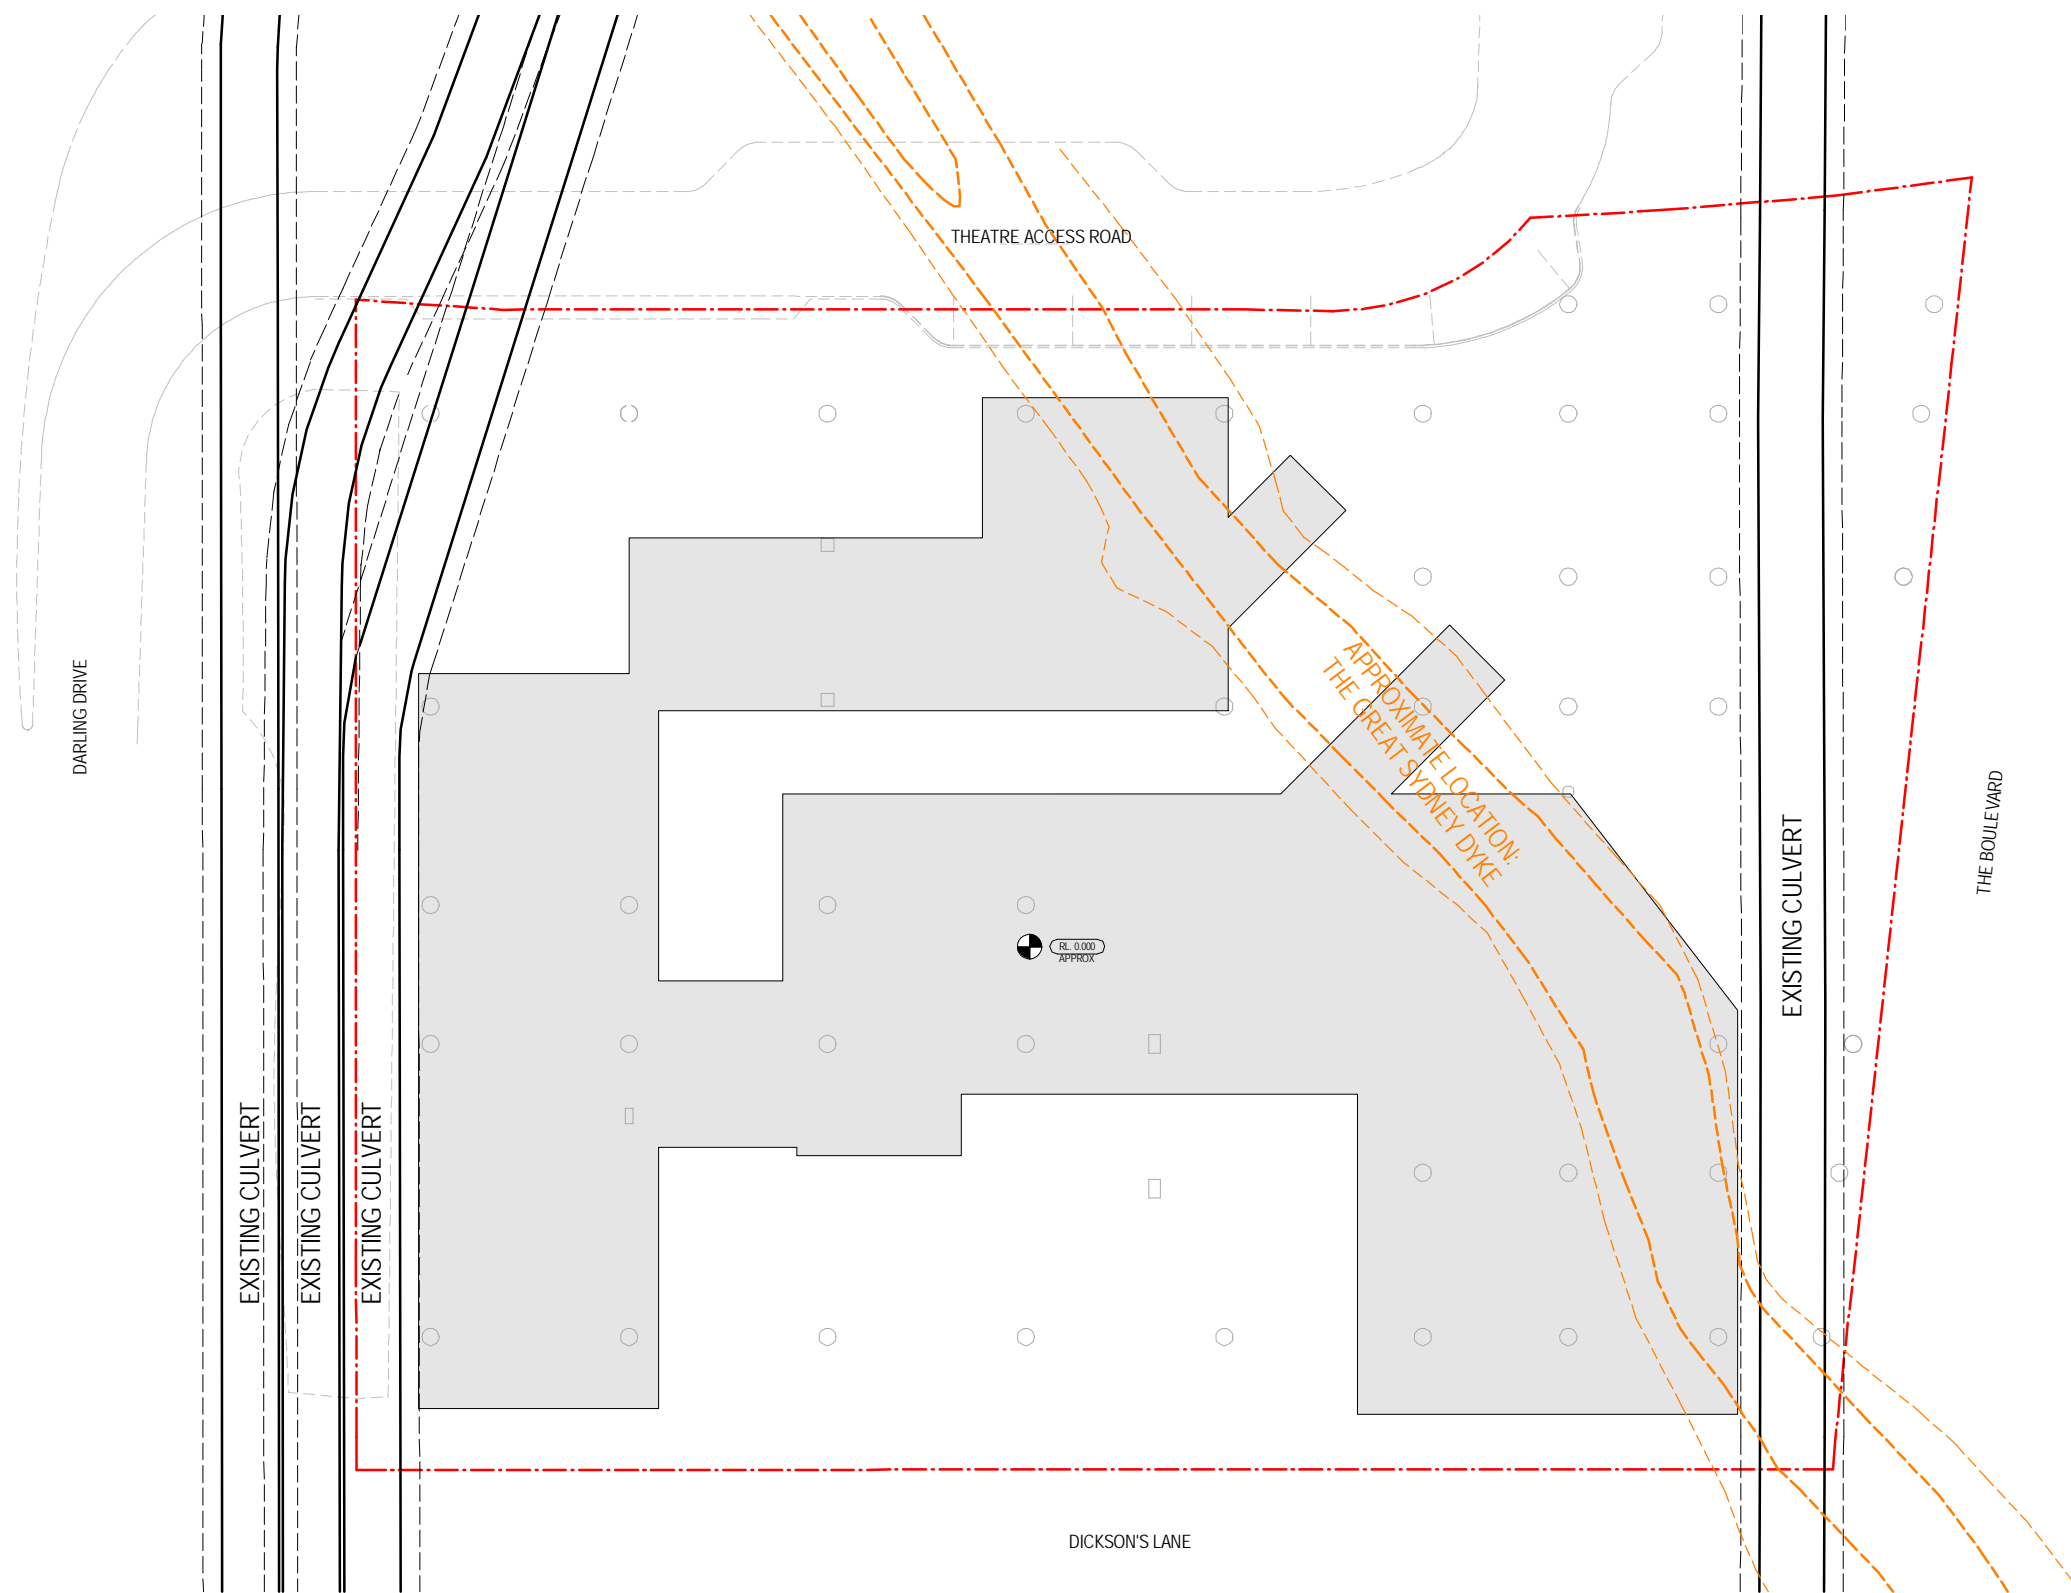 THEATRE ACCESS ROAD
DARLING DRIVE
APPROXIMATE LOCATION:
THE GREAT SYDNEY DYKE
THE BOULEVARD
EXISTING CULVERT
RL. 0.000
APPROX
EXISTING CULVERT
EXISTING CULVERT
EXISTING CULVERT
DICKSON'S LANE